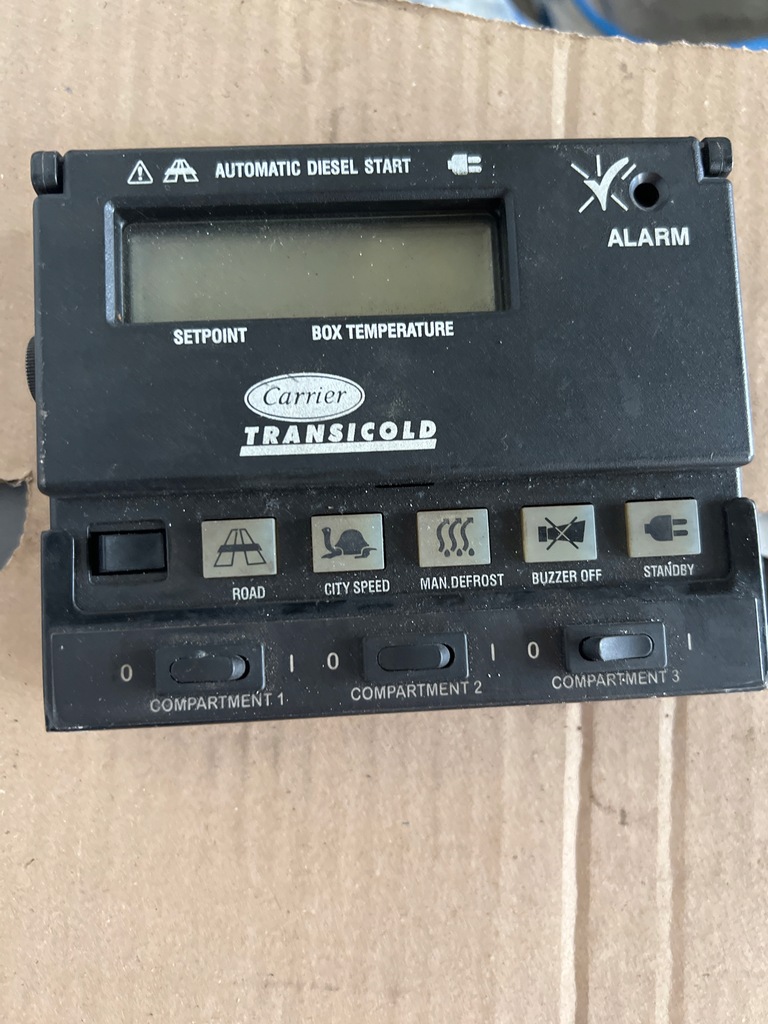 AUTOMATIC DIESEL START
ALARM
SETPOINT BOX TEMPERATURE
Carrier
TRANSICOLD
ROAD CITY SPEED MAN.DEFROST BUZZER OFF STANDBY
0 I 0 I 0 I
COMPARTMENT 1 COMPARTMENT 2 COMPARTMENT 3